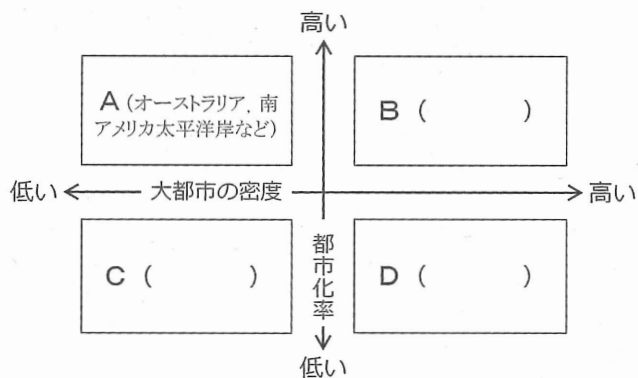 高い
A (オーストラリア, 南
アメリカ太平洋岸など)
B (　　　)
低い 大都市の密度 高い
C (　　　)
都市化率
D (　　　)
低い